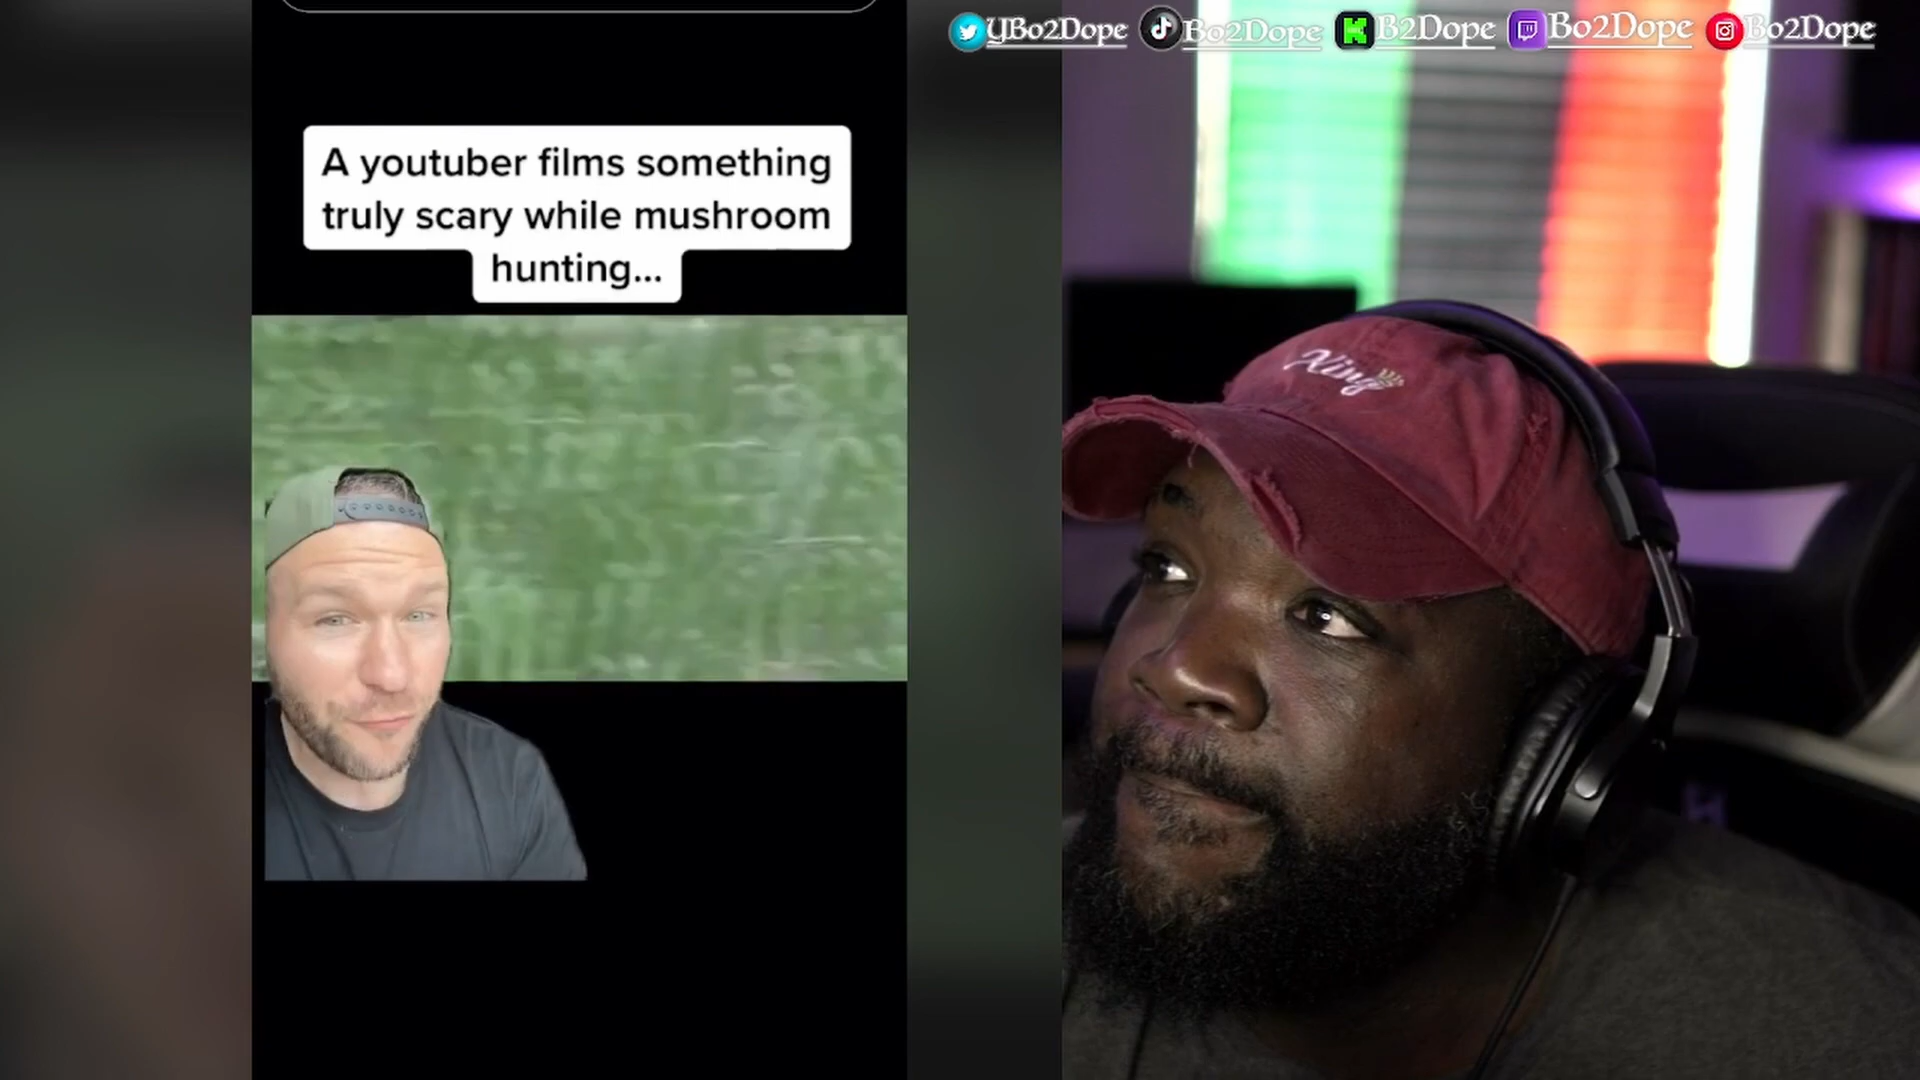 YBo2Dope Bo2Dope B2Dope Bo2Dope Bo2Dope
A youtuber films something
truly scary while mushroom
hunting...
King